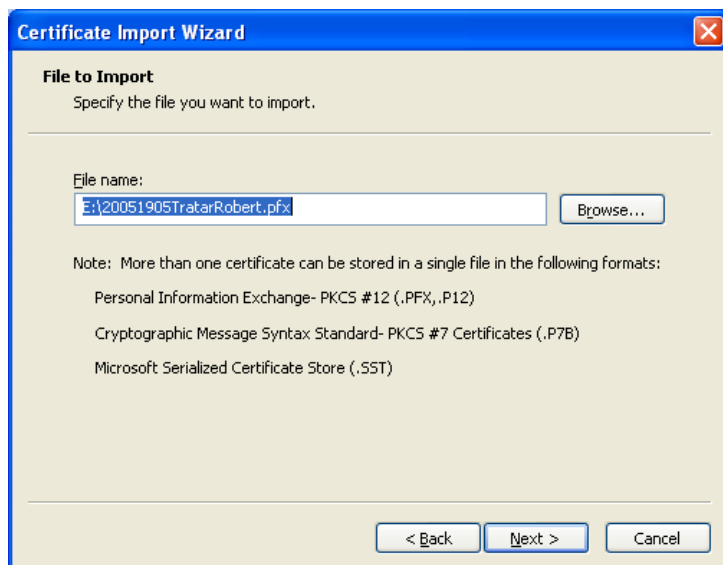 Certificate Import Wizard
File to Import
Specify the file you want to import.
File name:
E:\20051905TratarRobert.pfx
Browse...
Note: More than one certificate can be stored in a single file in the following formats:
Personal Information Exchange- PKCS #12 (.PFX,.P12)
Cryptographic Message Syntax Standard- PKCS #7 Certificates (.P7B)
Microsoft Serialized Certificate Store (.SST)
< Back
Next >
Cancel